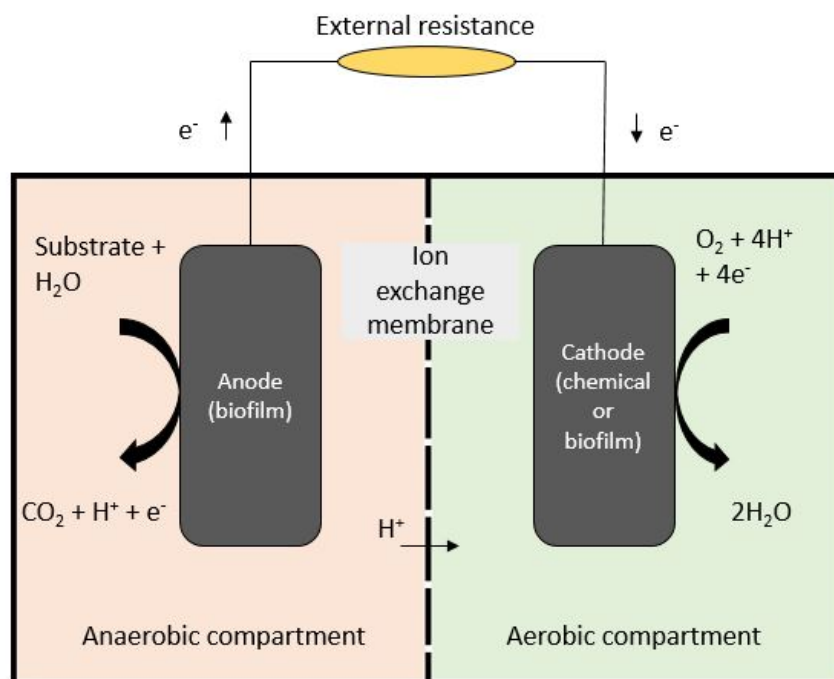 External resistance
e⁻
e⁻
Substrate +
H₂O
Ion
exchange
membrane
O₂ + 4H⁺
+ 4e⁻
Anode
(biofilm)
Cathode
(chemical
or
biofilm)
CO₂ + H⁺ + e⁻
H⁺
2H₂O
Anaerobic compartment
Aerobic compartment